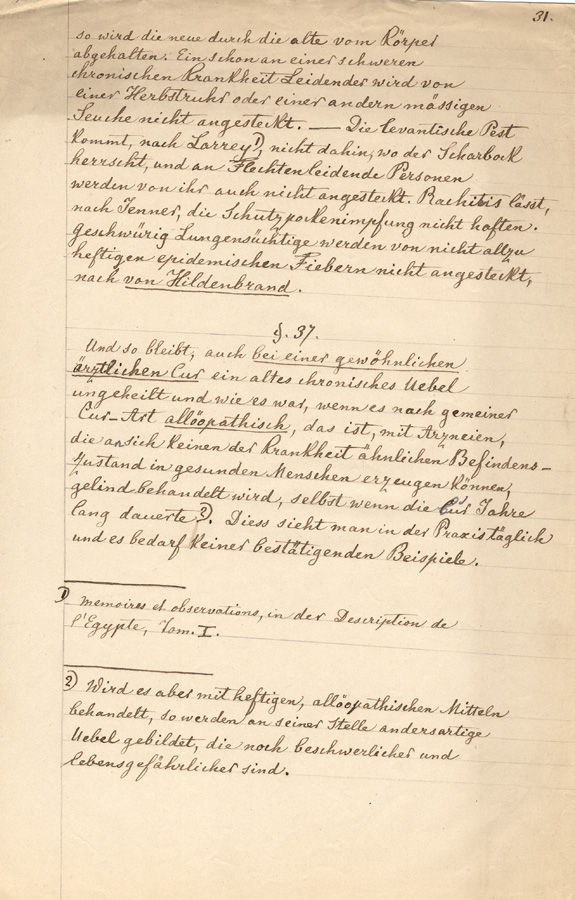 31.
so wird die neue durch die alte vom Körper
abgehalten. Ein schon an einer schweren
chronischen Krankheit Leidender wird von
einer Herbstruhr oder einer andern mässigen
Seuche nicht angesteckt. — Die levantische Pest
kommt, nach Larrey 1), nicht dahin, wo der Scharbock
herrscht, und an Flechten leidende Personen
werden von ihr auch nicht angesteckt. Rachitis lässt,
nach Jenner, die Schutzpockenimpfung nicht haften.
Geschwürig Lungensüchtige werden von nicht allzu
heftigen epidemischen Fiebern nicht angesteckt,
nach von Hildenbrand.
§. 37.
Und so bleibt, auch bei einer gewöhnlichen
ärztlichen Cur ein altes chronisches Uebel
ungeheilt und wie es war, wenn es nach gemeiner
Cur-Art allöopathisch, das ist, mit Arzneien,
die an sich keinen der Krankheit ähnlichen Befindens-
Zustand in gesunden Menschen erzeugen können,
gelind behandelt wird, selbst wenn die Cur Jahre
lang dauerte 2). Diess sieht man in der Praxis täglich
und es bedarf keiner bestätigenden Beispiele.
1) memoires et observations, in der Description de
l'Egypte, Tom. I.
2) Wird es aber mit heftigen, allöopathischen Mitteln
behandelt, so werden an seiner Stelle andersartige
Uebel gebildet, die noch beschwerlicher und
lebensgefährlicher sind.